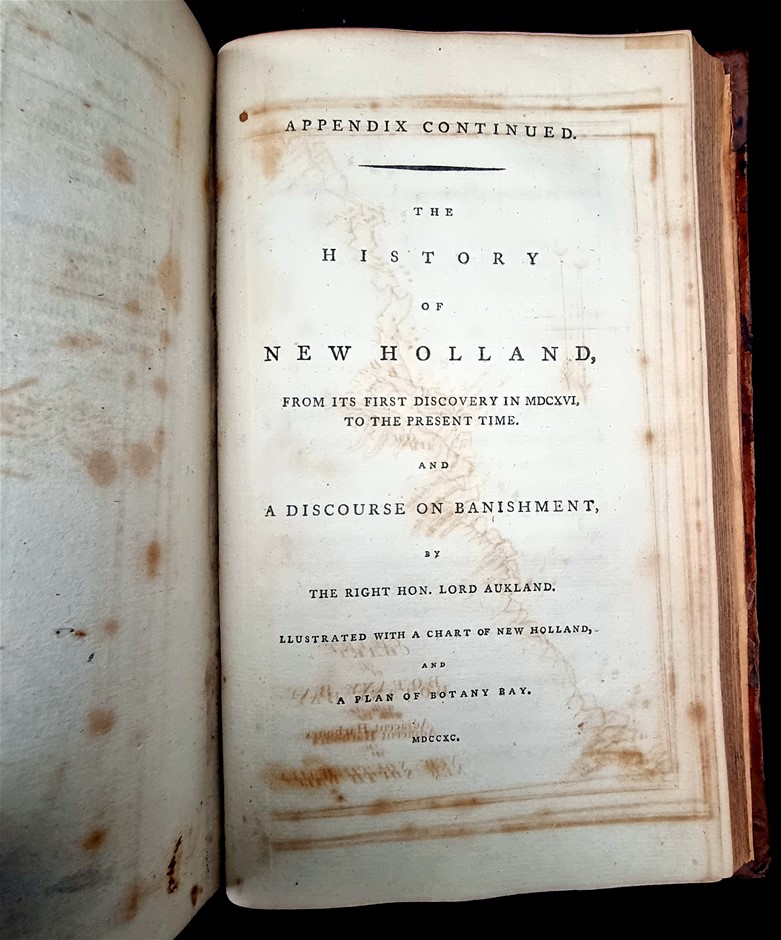 APPENDIX CONTINUED.
THE
HISTORY
OF
NEW HOLLAND,
FROM ITS FIRST DISCOVERY IN MDCXVI,
TO THE PRESENT TIME.
AND
A DISCOURSE ON BANISHMENT,
BY
THE RIGHT HON. LORD AUKLAND.
LLUSTRATED WITH A CHART OF NEW HOLLAND,
AND
A PLAN OF BOTANY BAY.
MDCCXC.